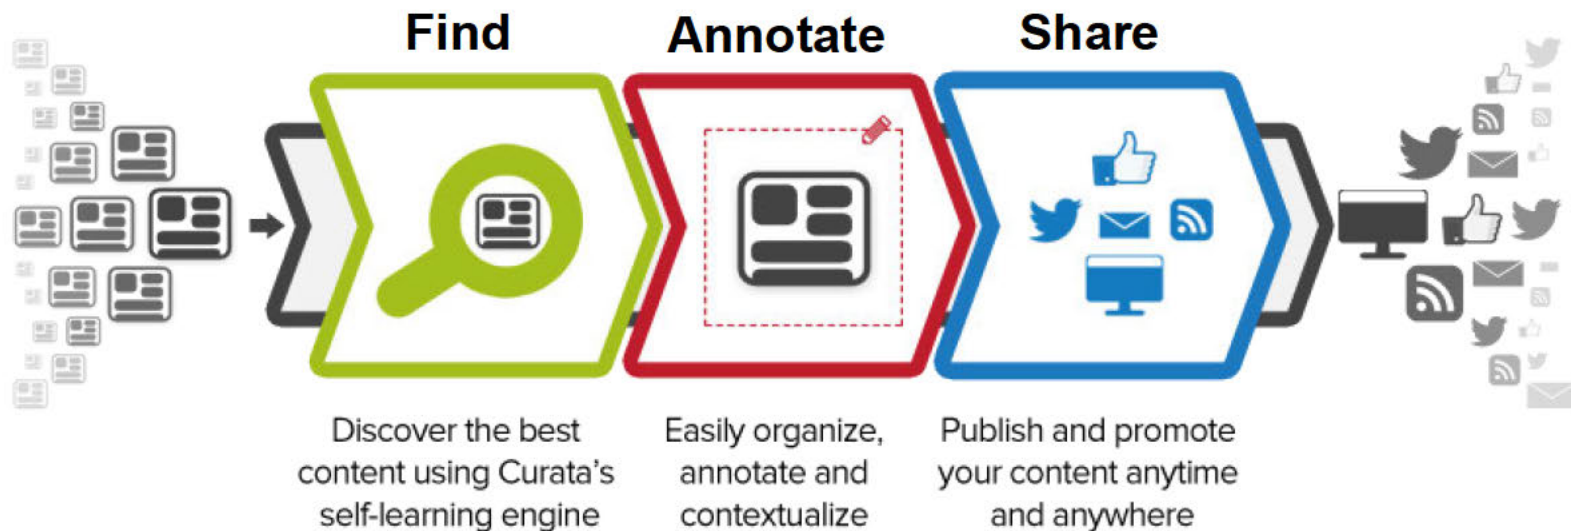 Find
Annotate
Share
Discover the best
content using Curata's
self-learning engine
Easily organize,
annotate and
contextualize
Publish and promote
your content anytime
and anywhere